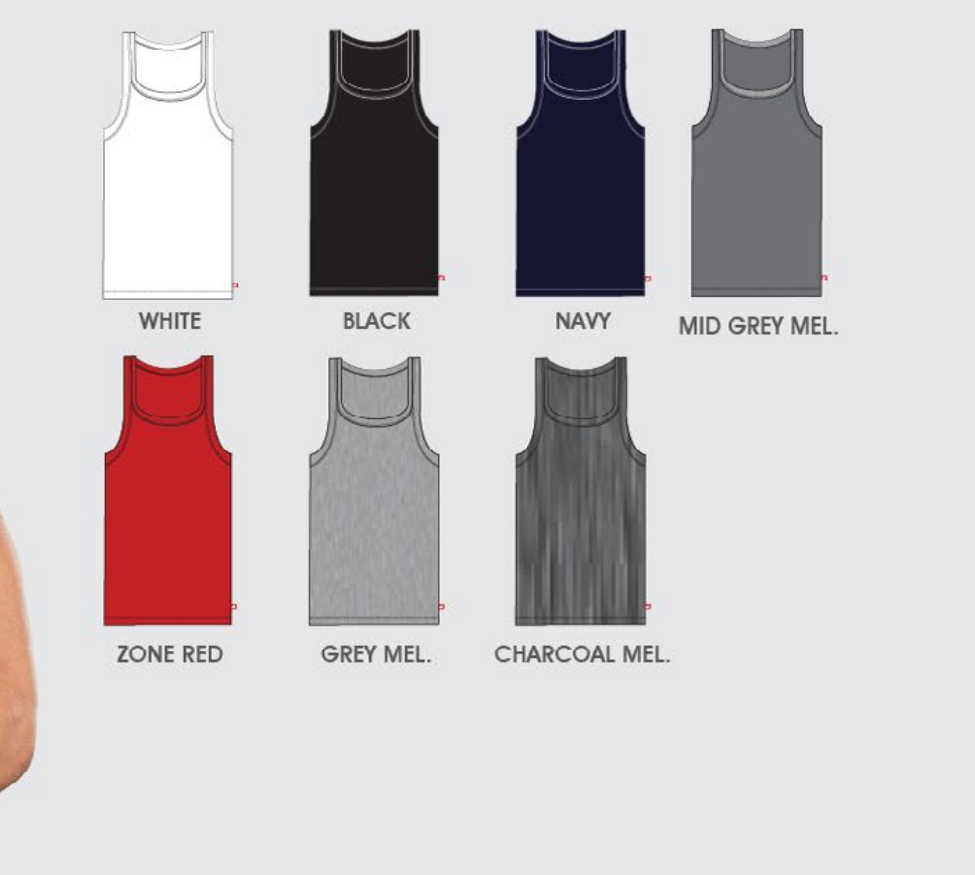 WHITE
BLACK
NAVY
MID GREY MEL.
ZONE RED
GREY MEL.
CHARCOAL MEL.